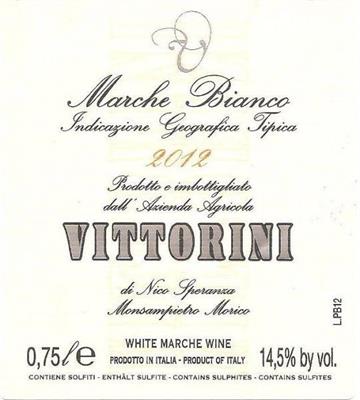 Marche Bianco
Indicazione Geografica Tipica
2012
Prodotto e imbottigliato
dall' Azienda Agricola
VITTORINI
di Nico Speranza
Monsampietro Morico
L.PB12
WHITE MARCHE WINE
0,75 l e PRODOTTO IN ITALIA - PRODUCT OF ITALY 14,5% by vol.
CONTIENE SOLFITI - ENTHÄLT SULFITE - CONTAINS SULPHITES - CONTAINS SULFITES